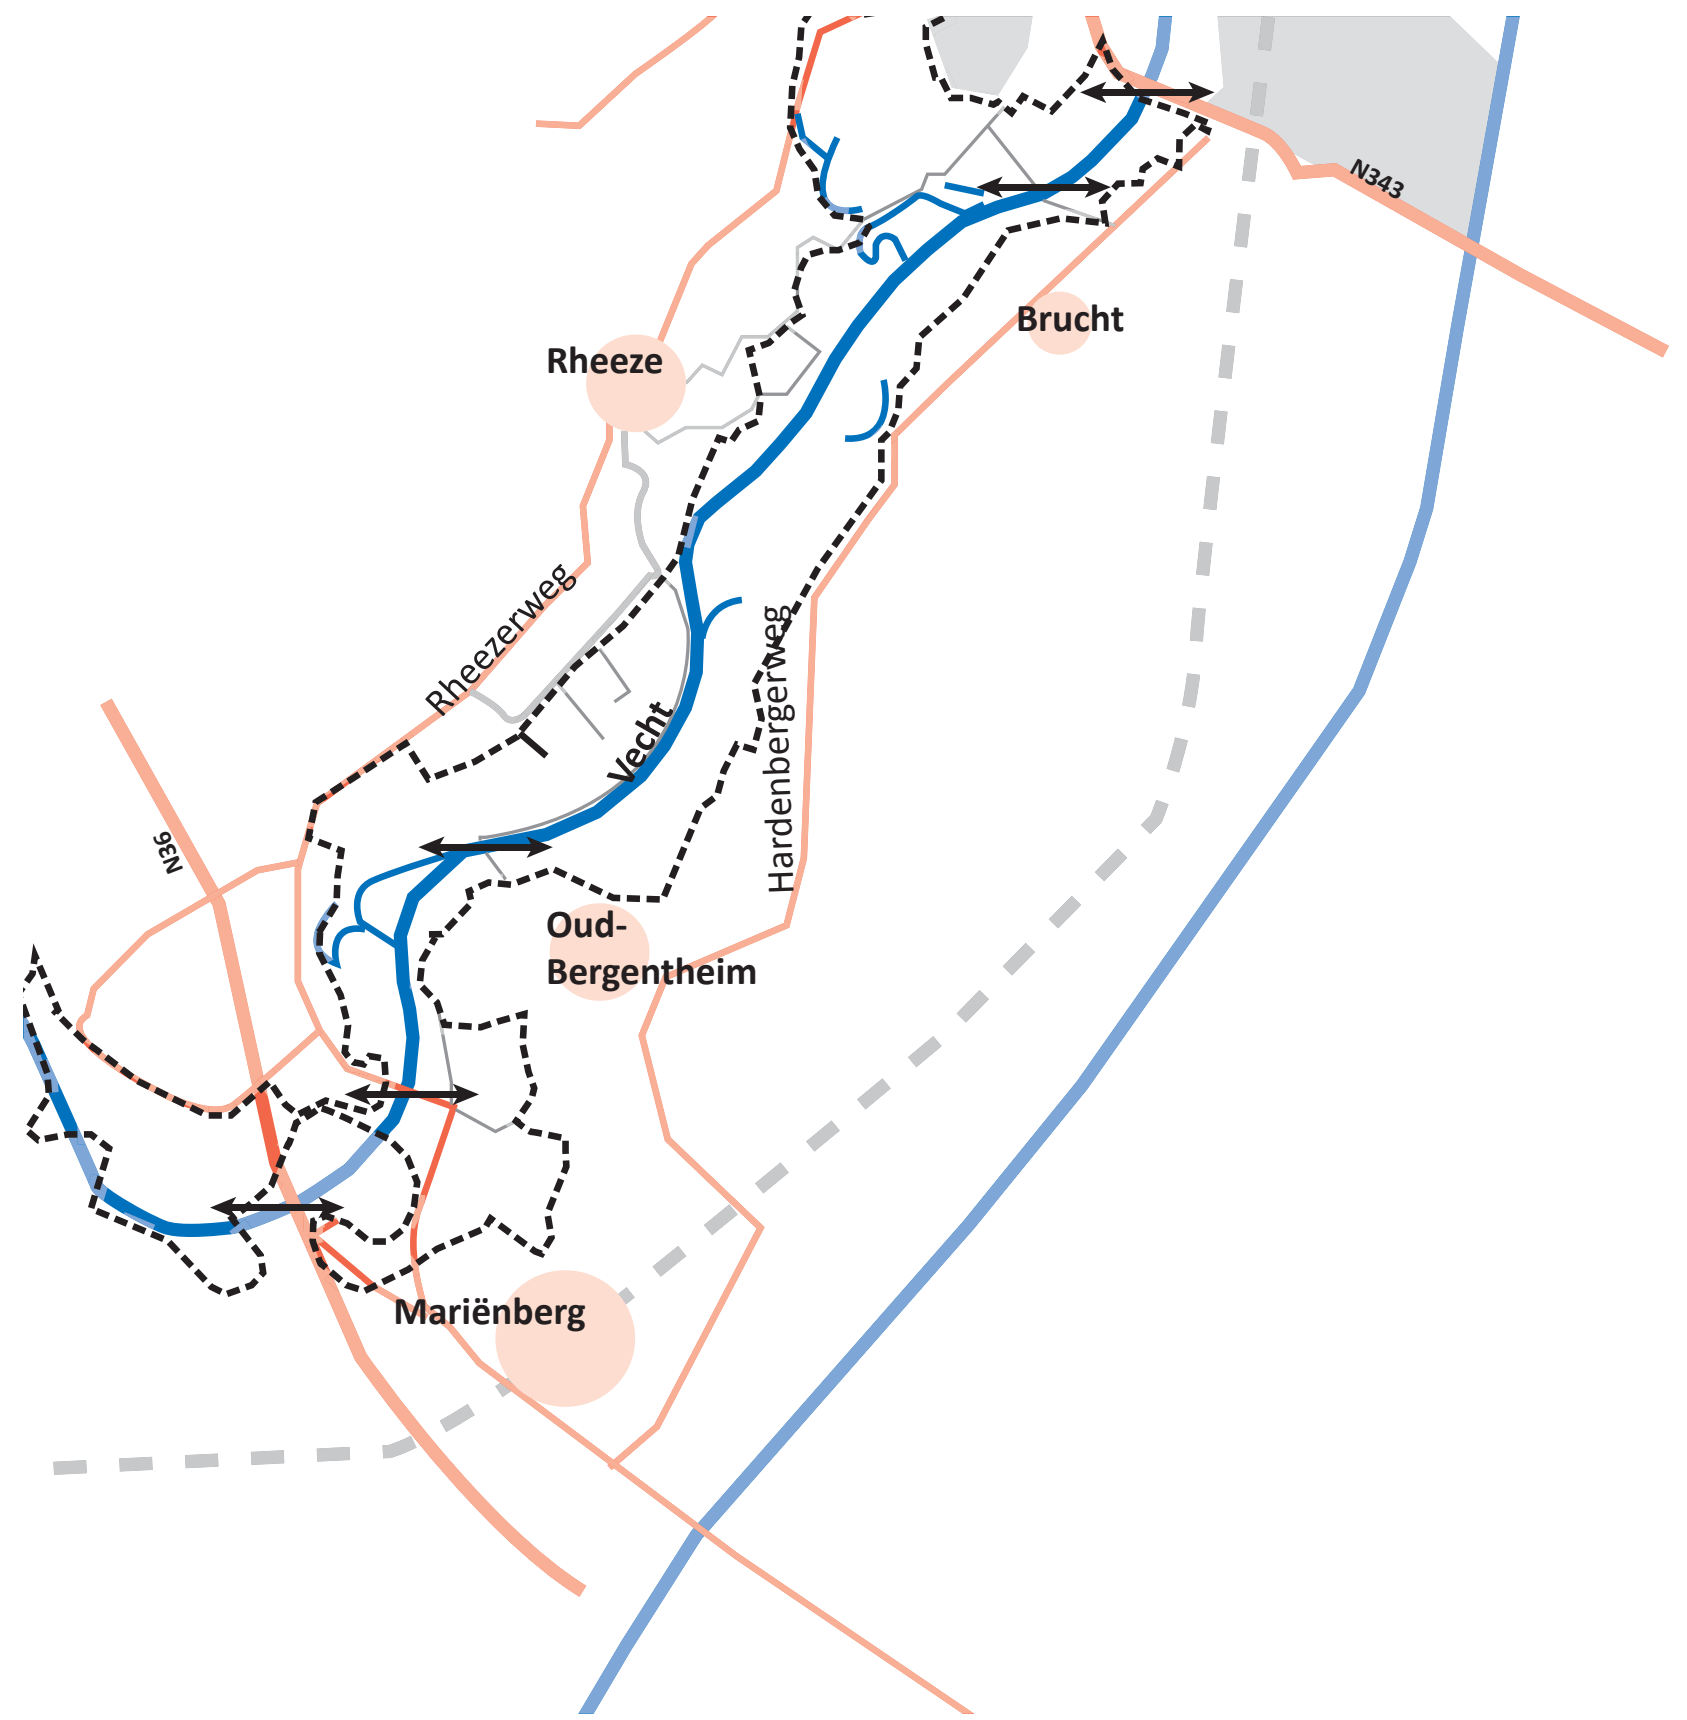 N343
Brucht
Rheeze
Rheezerweg
Hardenbergerweg
Vecht
N36
Oud-
Bergentheim
Mariënberg